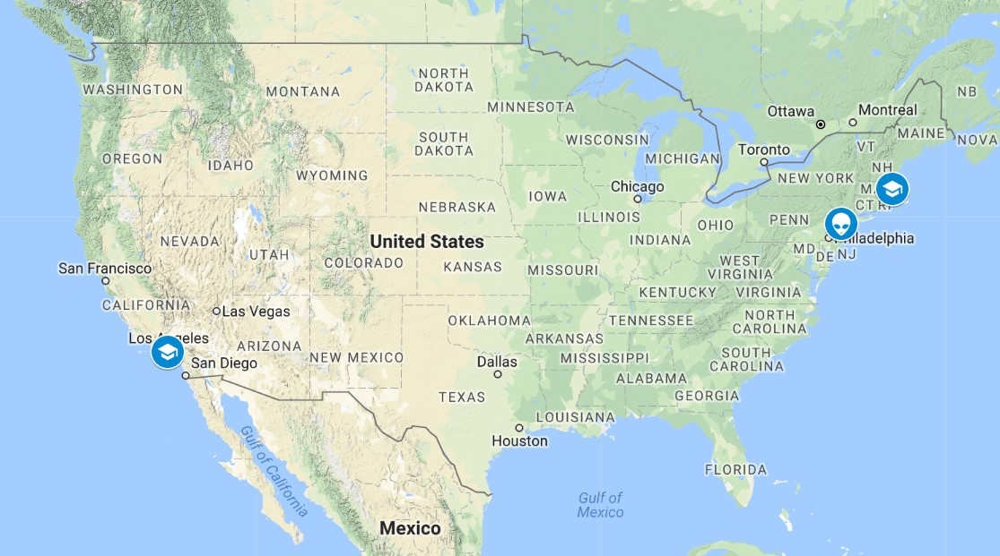 WASHINGTON
MONTANA
NORTH
DAKOTA
MINNESOTA
Ottawa
Montreal
NB
MAINE
NOVA
VT
NH
OREGON
IDAHO
SOUTH
DAKOTA
WISCONSIN
MICHIGAN
Toronto
WYOMING
NEW YORK
IOWA
Chicago
CT
RI
NEBRASKA
ILLINOIS
OHIO
PENN
NEVADA
UTAH
United States
INDIANA
Philadelphia
MD
DE
NJ
San Francisco
COLORADO
KANSAS
MISSOURI
WEST
VIRGINIA
CALIFORNIA
Las Vegas
KENTUCKY
VIRGINIA
OKLAHOMA
TENNESSEE
NORTH
CAROLINA
Los Angeles
ARIZONA
NEW MEXICO
ARKANSAS
MISSISSIPPI
San Diego
Dallas
SOUTH
CAROLINA
ALABAMA
TEXAS
GEORGIA
LOUISIANA
Houston
Gulf of California
FLORIDA
Gulf of
Mexico
Mexico